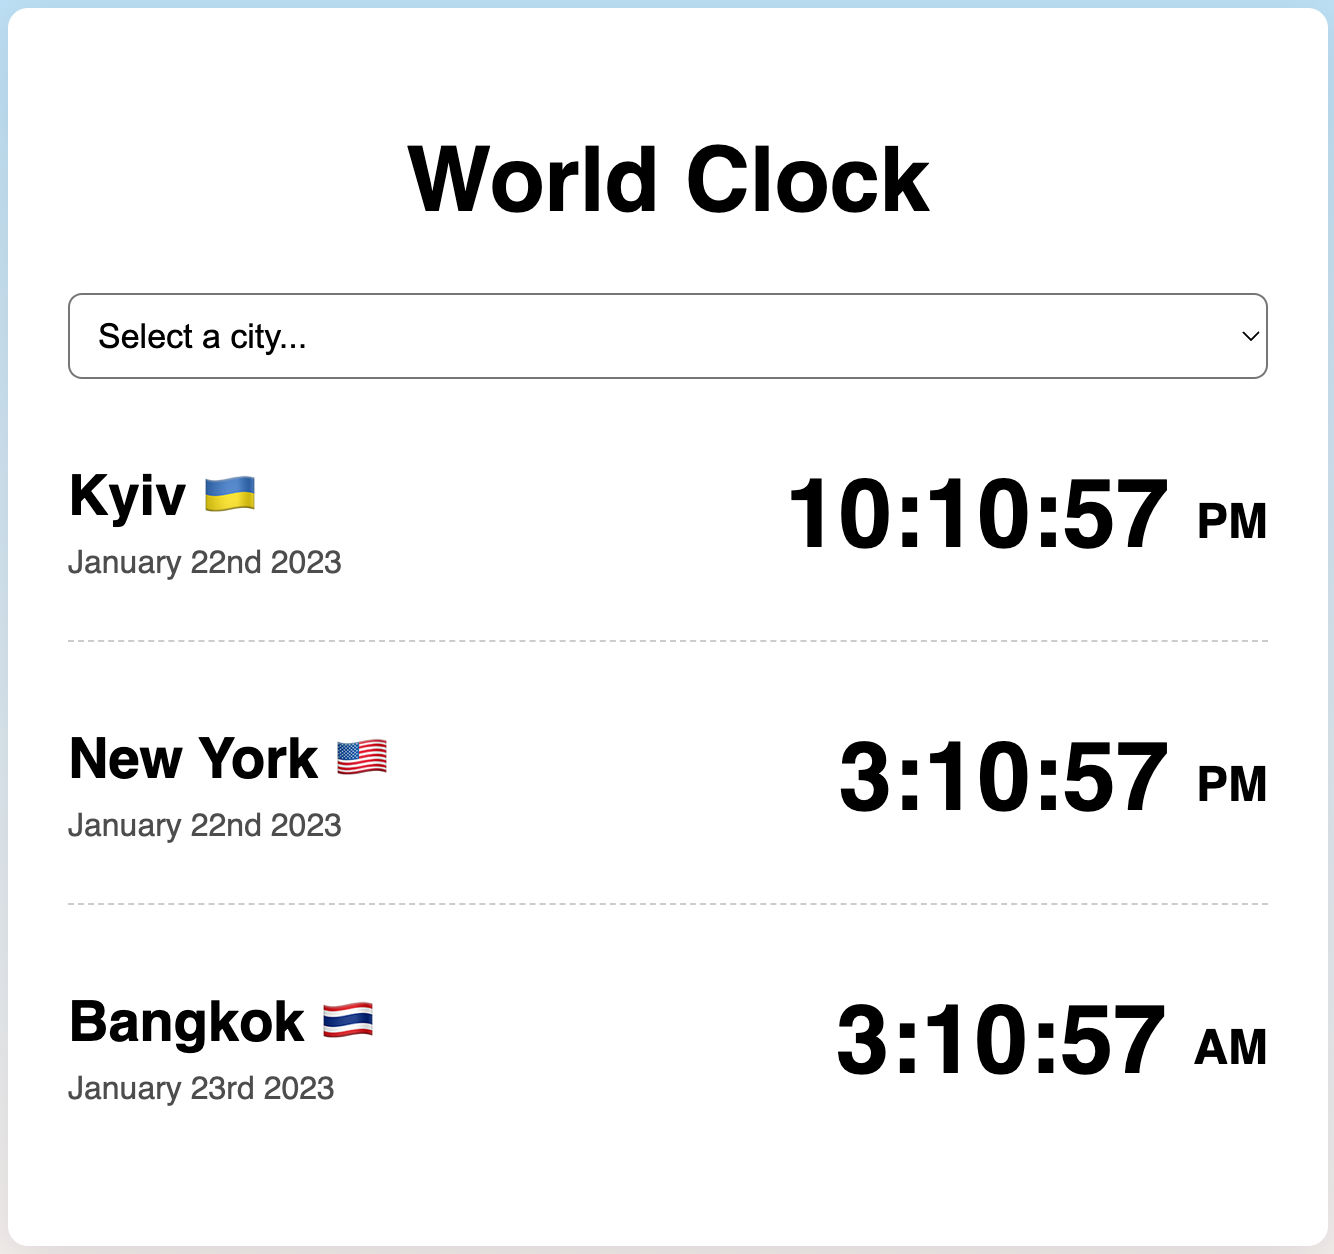 World Clock
Select a city...
Kyiv 🇺🇦
10:10:57 PM
January 22nd 2023
New York 🇺🇸
3:10:57 PM
January 22nd 2023
Bangkok 🇹🇭
3:10:57 AM
January 23rd 2023